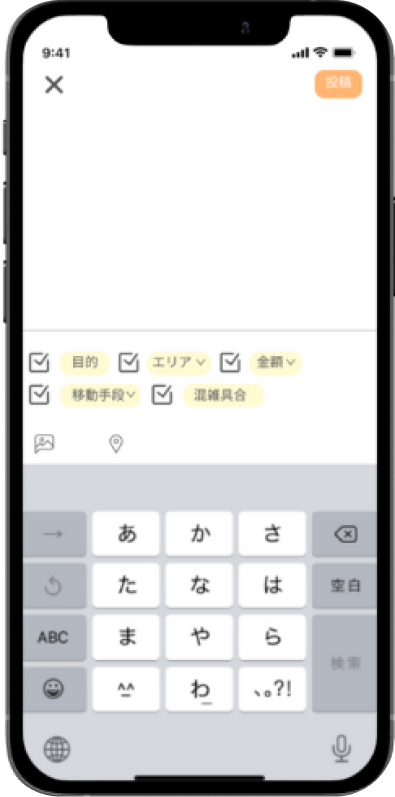 9:41
投稿
目的 エリア 金額
移動手段 混雑具合
→ あ か さ
た な は 空白
ABC ま や ら 検索
^^ わ 、。?!